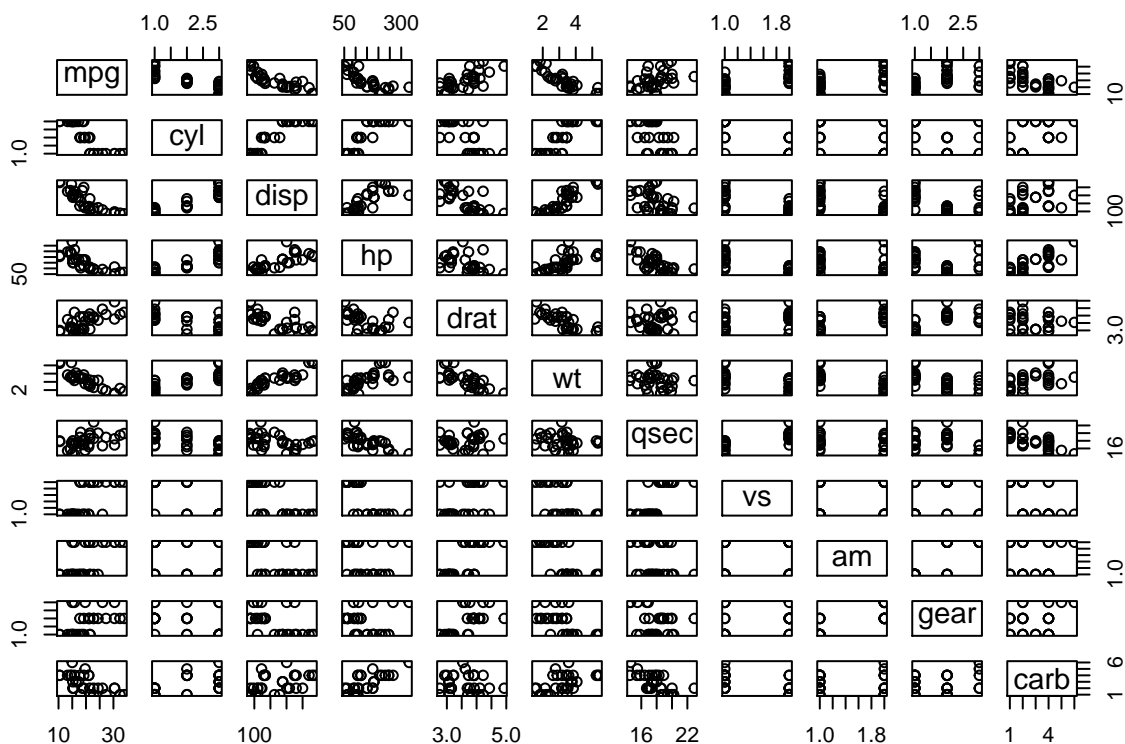 1.0 2.5 50 300 2 4 1.0 1.8 1.0 2.5
mpg 10
1.0 cyl
disp 100
50 hp
drat 3.0
2 wt
qsec 16
1.0 vs
am 1.0
1.0 gear
carb 1 6
10 30 100 3.0 5.0 16 22 1.0 1.8 1 4